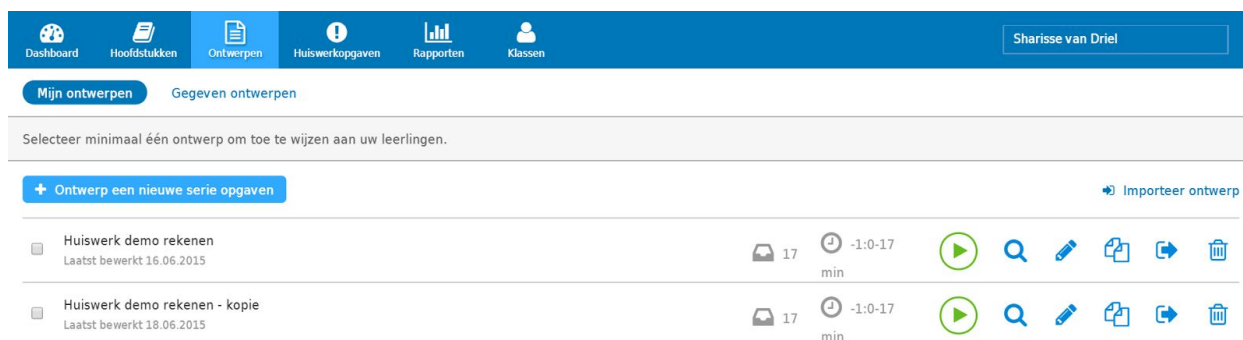 Dashboard Hoofdstukken Ontwerpen Huiswerkopgaven Rapporten Klassen Sharisse van Driel
Mijn ontwerpen Gegeven ontwerpen
Selecteer minimaal één ontwerp om toe te wijzen aan uw leerlingen.
+ Ontwerp een nieuwe serie opgaven Importeer ontwerp
Huiswerk demo rekenen
Laatst bewerkt 16.06.2015
17 -1:0-17
min
Huiswerk demo rekenen - kopie
Laatst bewerkt 18.06.2015
17 -1:0-17
min